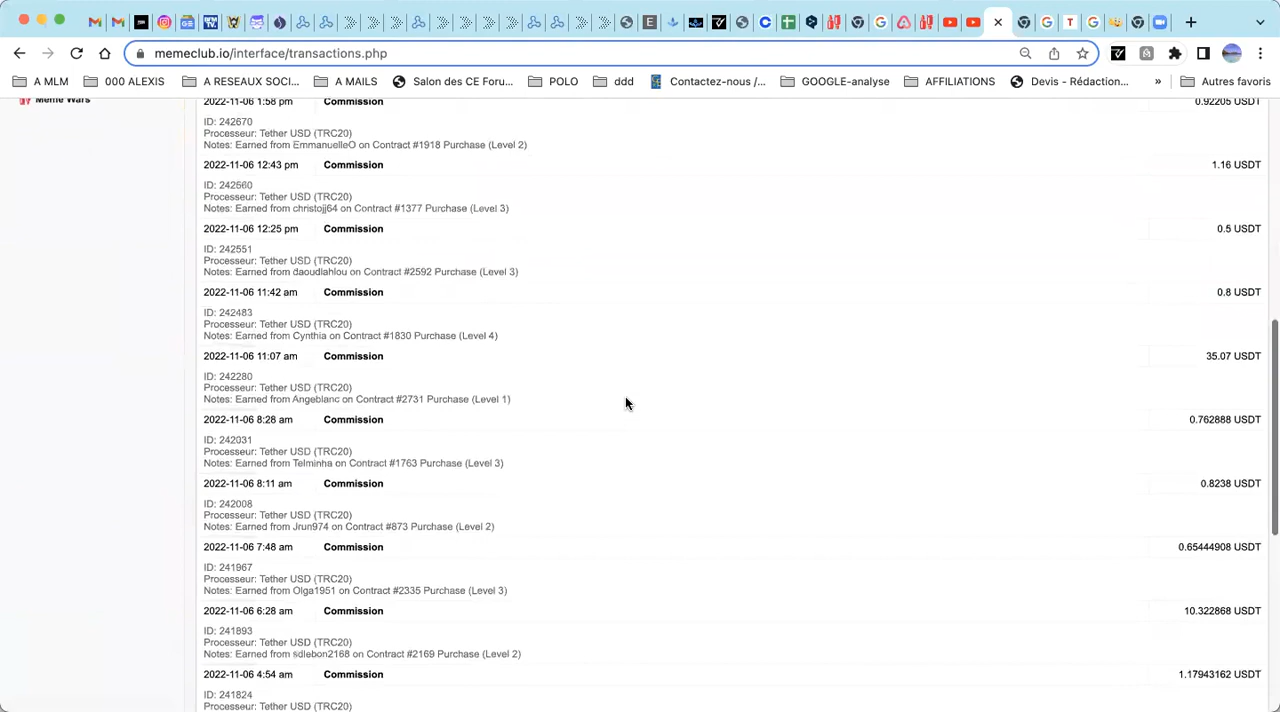 memeclub.io/interface/transactions.php
A MLM
000 ALEXIS
A RESEAUX SOCI...
A MAILS
Salon des CE Foru...
POLO
ddd
Contactez-nous /...
GOOGLE-analyse
AFFILIATIONS
Devis - Rédaction...
»
Autres favoris
Meme Wars
2022-11-06 1:58 pm Commission 0.92205 USDT
ID: 242670
Processeur: Tether USD (TRC20)
Notes: Earned from EmmanuelleO on Contract #1918 Purchase (Level 2)
2022-11-06 12:43 pm Commission 1.16 USDT
ID: 242560
Processeur: Tether USD (TRC20)
Notes: Earned from christojj64 on Contract #1377 Purchase (Level 3)
2022-11-06 12:25 pm Commission 0.5 USDT
ID: 242551
Processeur: Tether USD (TRC20)
Notes: Earned from daoudlahlou on Contract #2592 Purchase (Level 3)
2022-11-06 11:42 am Commission 0.8 USDT
ID: 242483
Processeur: Tether USD (TRC20)
Notes: Earned from Cynthia on Contract #1830 Purchase (Level 4)
2022-11-06 11:07 am Commission 35.07 USDT
ID: 242280
Processeur: Tether USD (TRC20)
Notes: Earned from Angeblanc on Contract #2731 Purchase (Level 1)
2022-11-06 8:28 am Commission 0.762888 USDT
ID: 242031
Processeur: Tether USD (TRC20)
Notes: Earned from Telminha on Contract #1763 Purchase (Level 3)
2022-11-06 8:11 am Commission 0.8238 USDT
ID: 242008
Processeur: Tether USD (TRC20)
Notes: Earned from Jrun974 on Contract #873 Purchase (Level 2)
2022-11-06 7:48 am Commission 0.65444908 USDT
ID: 241967
Processeur: Tether USD (TRC20)
Notes: Earned from Olga1951 on Contract #2335 Purchase (Level 3)
2022-11-06 6:28 am Commission 10.322868 USDT
ID: 241893
Processeur: Tether USD (TRC20)
Notes: Earned from sdlebon2168 on Contract #2169 Purchase (Level 2)
2022-11-06 4:54 am Commission 1.17943162 USDT
ID: 241824
Processeur: Tether USD (TRC20)